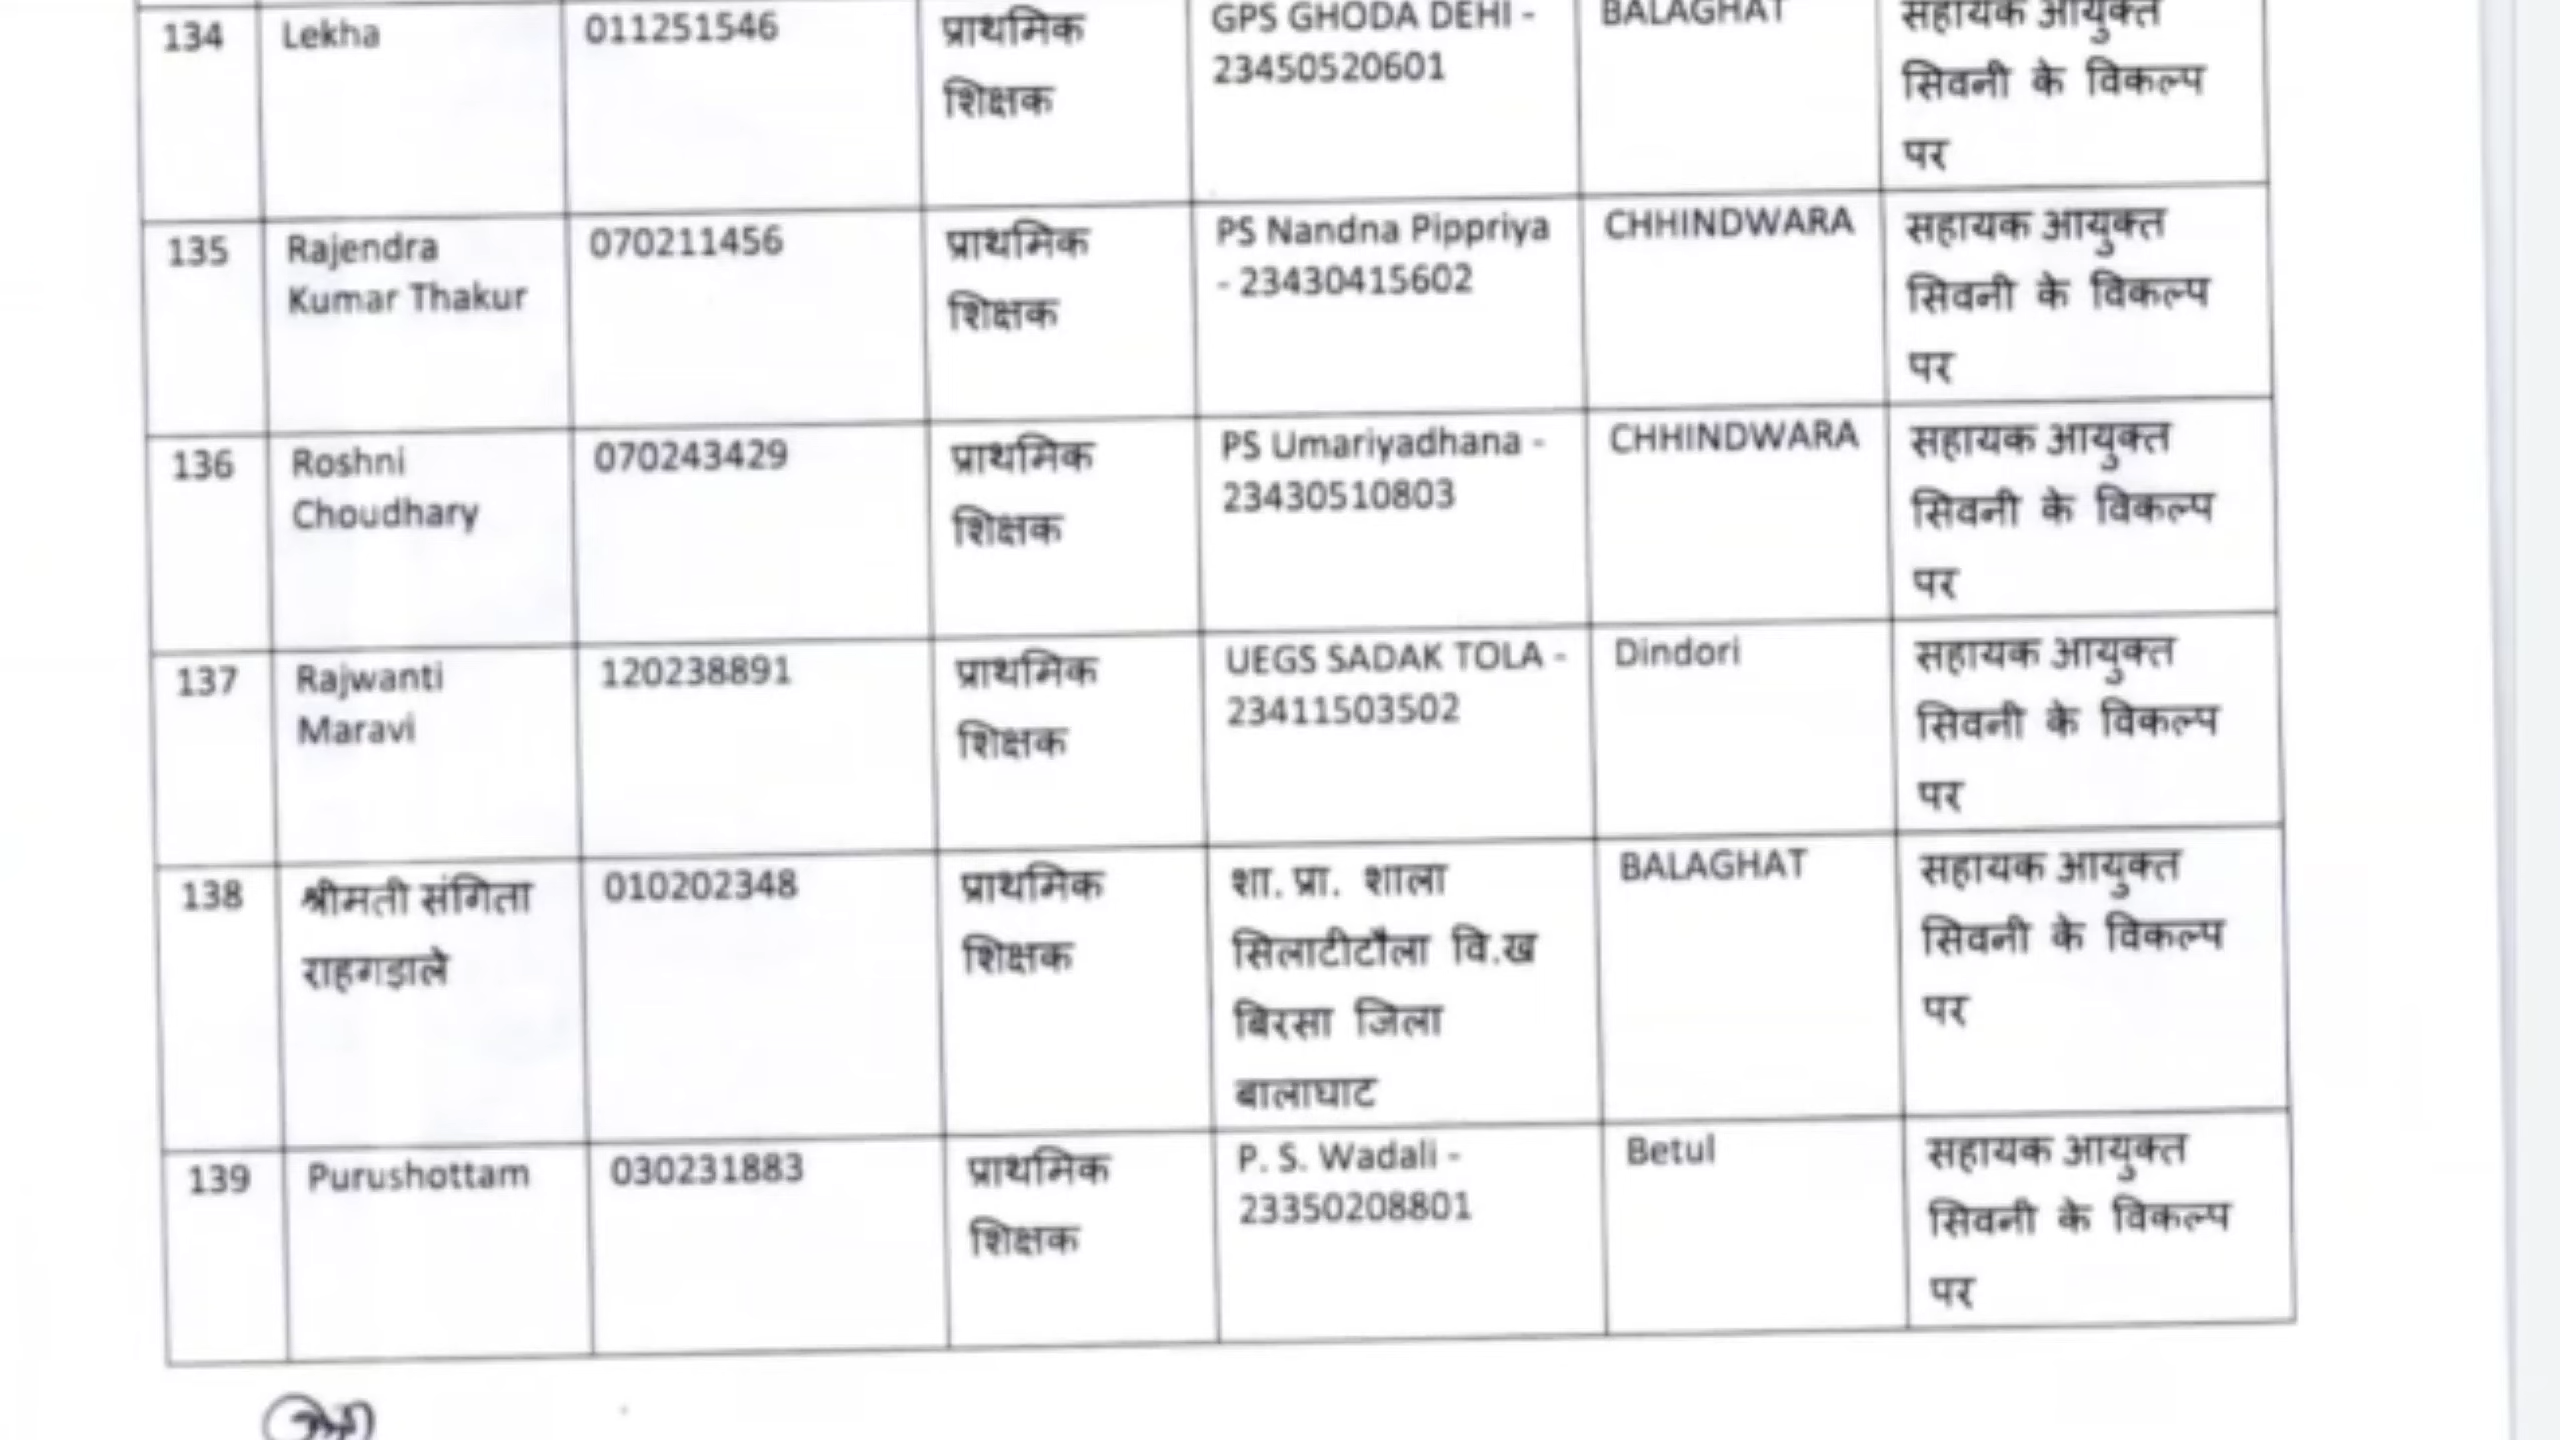 134 Lekha 011251546 प्राथमिक शिक्षक GPS GHODA DEHI - 23450520601 BALAGHAT सहायक आयुक्त सिवनी के विकल्प पर
135 Rajendra Kumar Thakur 070211456 प्राथमिक शिक्षक PS Nandna Pippriya - 23430415602 CHHINDWARA सहायक आयुक्त सिवनी के विकल्प पर
136 Roshni Choudhary 070243429 प्राथमिक शिक्षक PS Umariyadhana - 23430510803 CHHINDWARA सहायक आयुक्त सिवनी के विकल्प पर
137 Rajwanti Maravi 120238891 प्राथमिक शिक्षक UEGS SADAK TOLA - 23411503502 Dindori सहायक आयुक्त सिवनी के विकल्प पर
138 श्रीमती संगिता राहगडाले 010202348 प्राथमिक शिक्षक शा. प्रा. शाला सिलाटीटौला वि.ख बिरसा जिला बालाघाट BALAGHAT सहायक आयुक्त सिवनी के विकल्प पर
139 Purushottam 030231883 प्राथमिक शिक्षक P. S. Wadali - 23350208801 Betul सहायक आयुक्त सिवनी के विकल्प पर